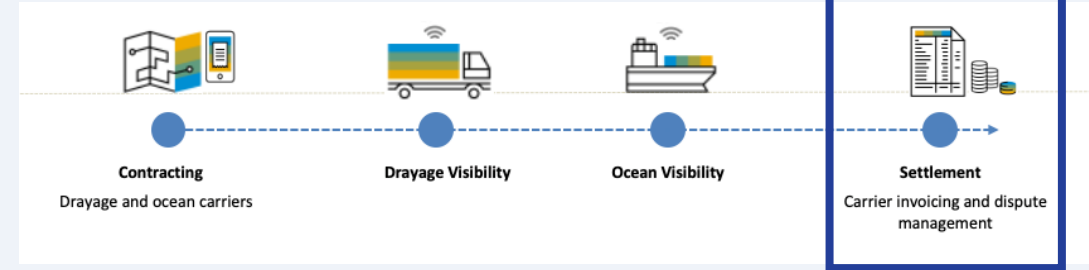 Contracting
Drayage and ocean carriers
Drayage Visibility
Ocean Visibility
Settlement
Carrier invoicing and dispute
management